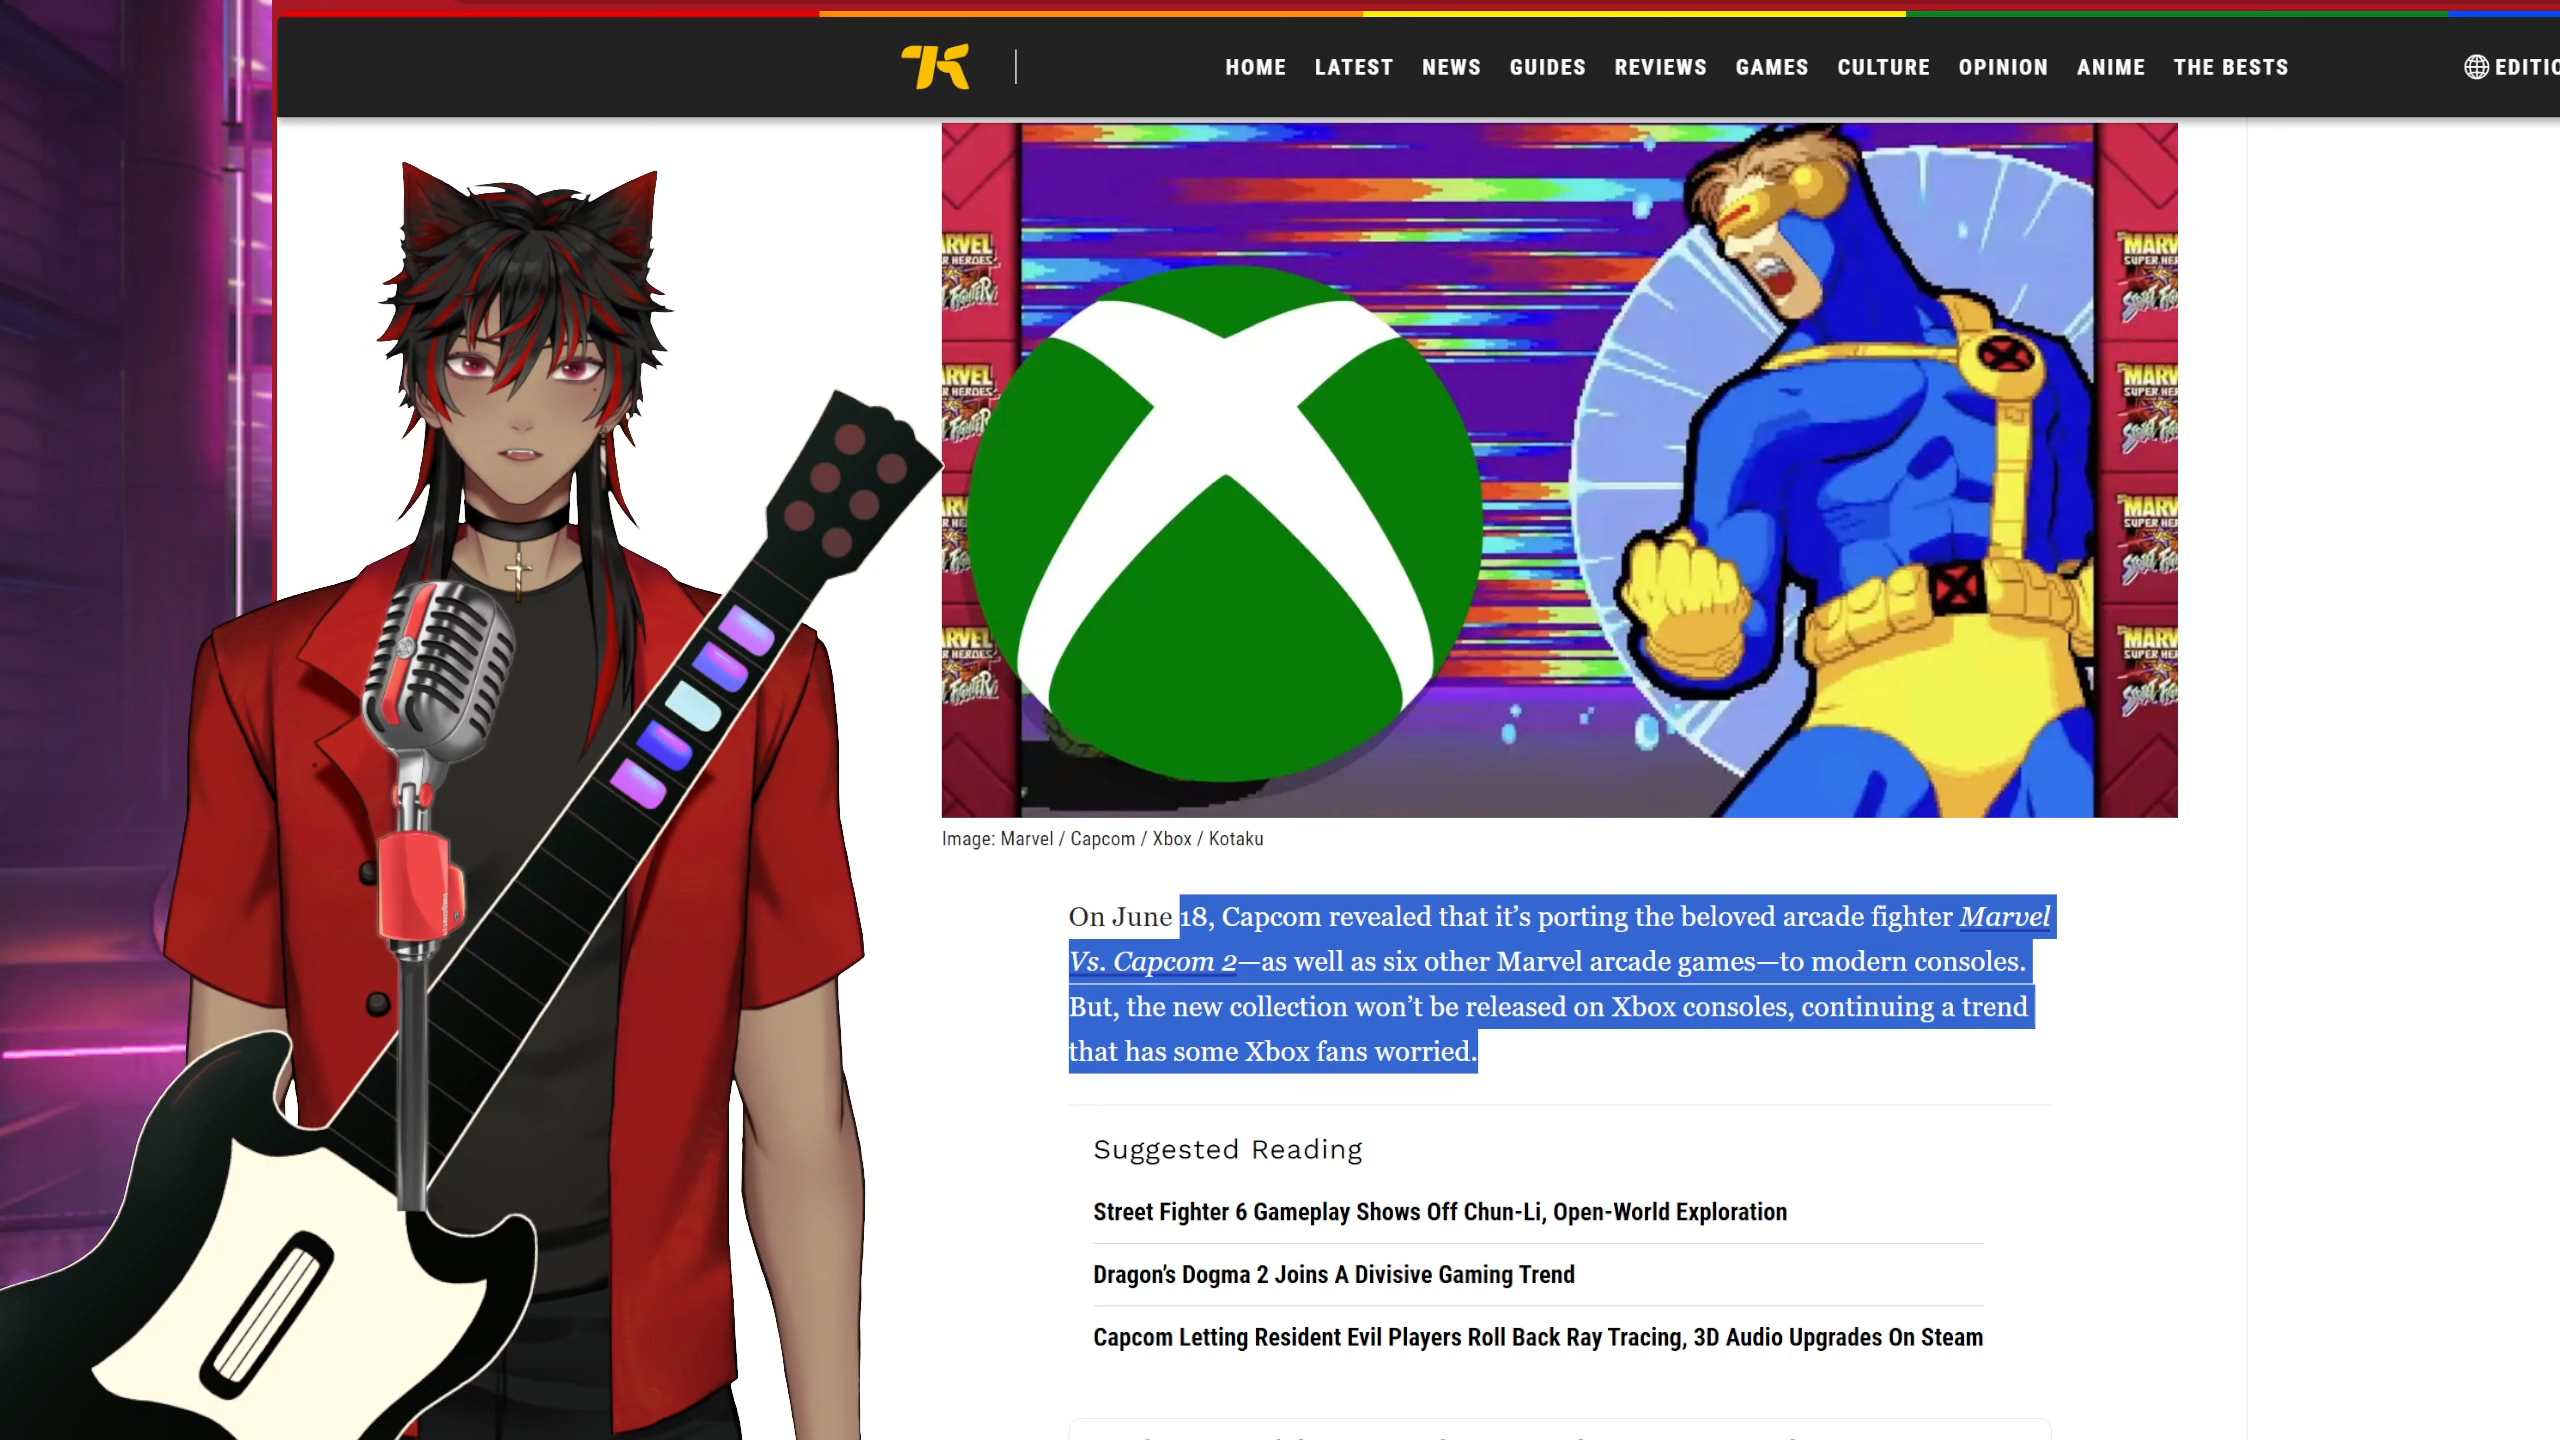 HOME LATEST NEWS GUIDES REVIEWS GAMES CULTURE OPINION ANIME THE BESTS EDITIO
Image: Marvel / Capcom / Xbox / Kotaku
On June 18, Capcom revealed that it's porting the beloved arcade fighter Marvel
Vs. Capcom 2—as well as six other Marvel arcade games—to modern consoles.
But, the new collection won't be released on Xbox consoles, continuing a trend
that has some Xbox fans worried.
Suggested Reading
Street Fighter 6 Gameplay Shows Off Chun-Li, Open-World Exploration
Dragon's Dogma 2 Joins A Divisive Gaming Trend
Capcom Letting Resident Evil Players Roll Back Ray Tracing, 3D Audio Upgrades On Steam